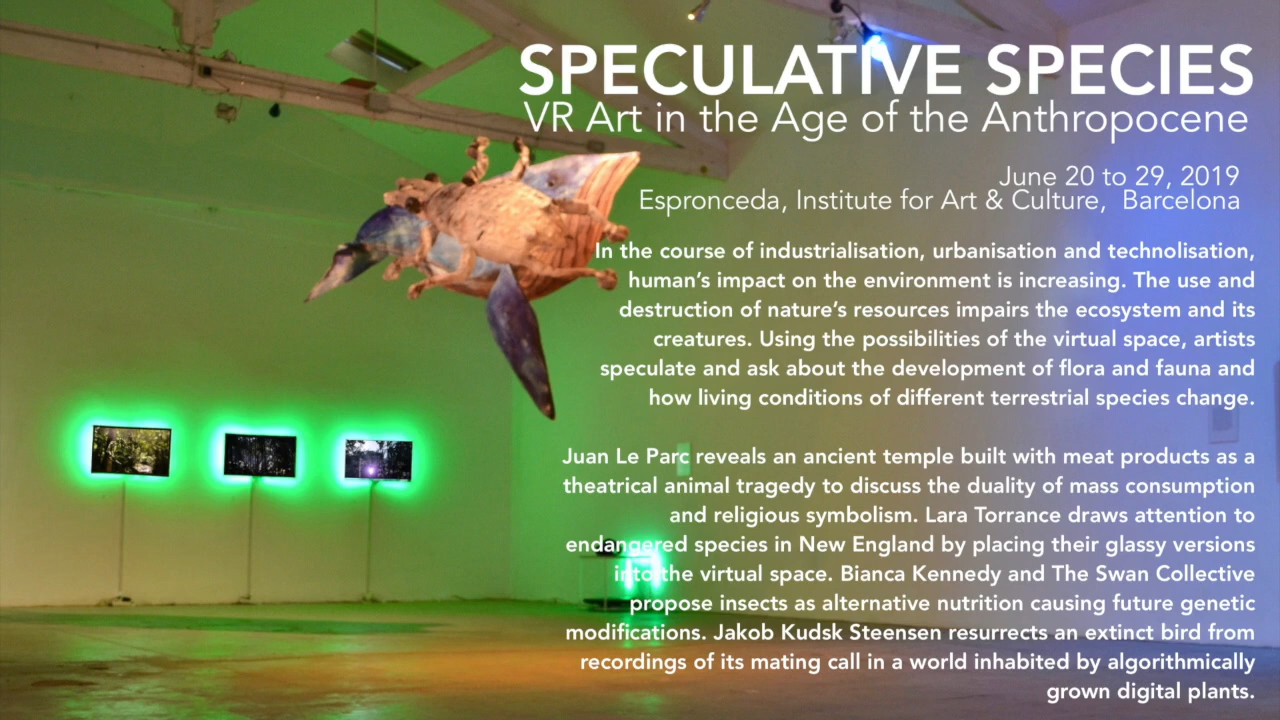 SPECULATIVE SPECIES
VR Art in the Age of the Anthropocene
June 20 to 29, 2019
Espronceda, Institute for Art & Culture, Barcelona
In the course of industrialisation, urbanisation and technolisation,
human's impact on the environment is increasing. The use and
destruction of nature's resources impairs the ecosystem and its
creatures. Using the possibilities of the virtual space, artists
speculate and ask about the development of flora and fauna and
how living conditions of different terrestrial species change.
Juan Le Parc reveals an ancient temple built with meat products as a
theatrical animal tragedy to discuss the duality of mass consumption
and religious symbolism. Lara Torrance draws attention to
endangered species in New England by placing their glassy versions
into the virtual space. Bianca Kennedy and The Swan Collective
propose insects as alternative nutrition causing future genetic
modifications. Jakob Kudsk Steensen resurrects an extinct bird from
recordings of its mating call in a world inhabited by algorithmically
grown digital plants.